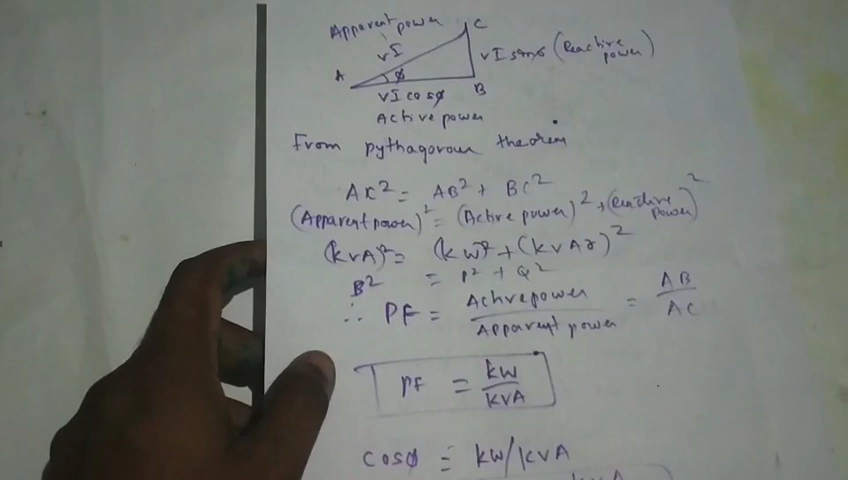 Apparent power
C
VI
VI sinϕ (Reactive power)
A
ϕ
B
VI cosϕ
Active power
From pythagorous theorem
AC² = AB² + BC²
(Apparent power)² = (Active power)² + (Reactive power)²
(kVA)² = (kW)² + (kVAr)²
B² = P² + Q²
∴ PF = Active power / Apparent power = AB / AC
PF = kW / kVA
cosϕ = kW/kVA